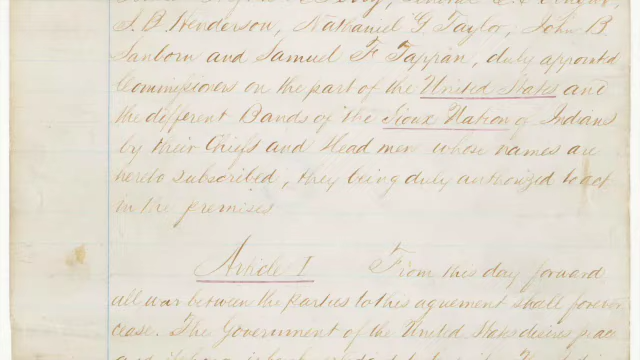 J. B. Henderson, Nathaniel G. Taylor, John B.
Sanborn and Samuel F. Tappan, duly appointed
Commissioners on the part of the United States and
the different Bands of the Sioux Nation of Indians
by their Chiefs and Head men whose names are
hereto subscribed, they being duly authorized to act
in the premises
Article I From this day forward
all war between the parties to this agreement shall forever
cease. The Government of the United States desires peace